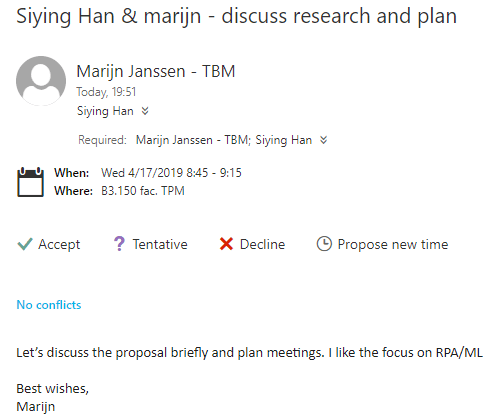 Siying Han & marijn - discuss research and plan
Marijn Janssen - TBM
Today, 19:51
Siying Han
Required: Marijn Janssen - TBM; Siying Han
When: Wed 4/17/2019 8:45 - 9:15
Where: B3.150 fac. TPM
Accept ? Tentative Decline Propose new time
No conflicts
Let's discuss the proposal briefly and plan meetings. I like the focus on RPA/ML
Best wishes,
Marijn